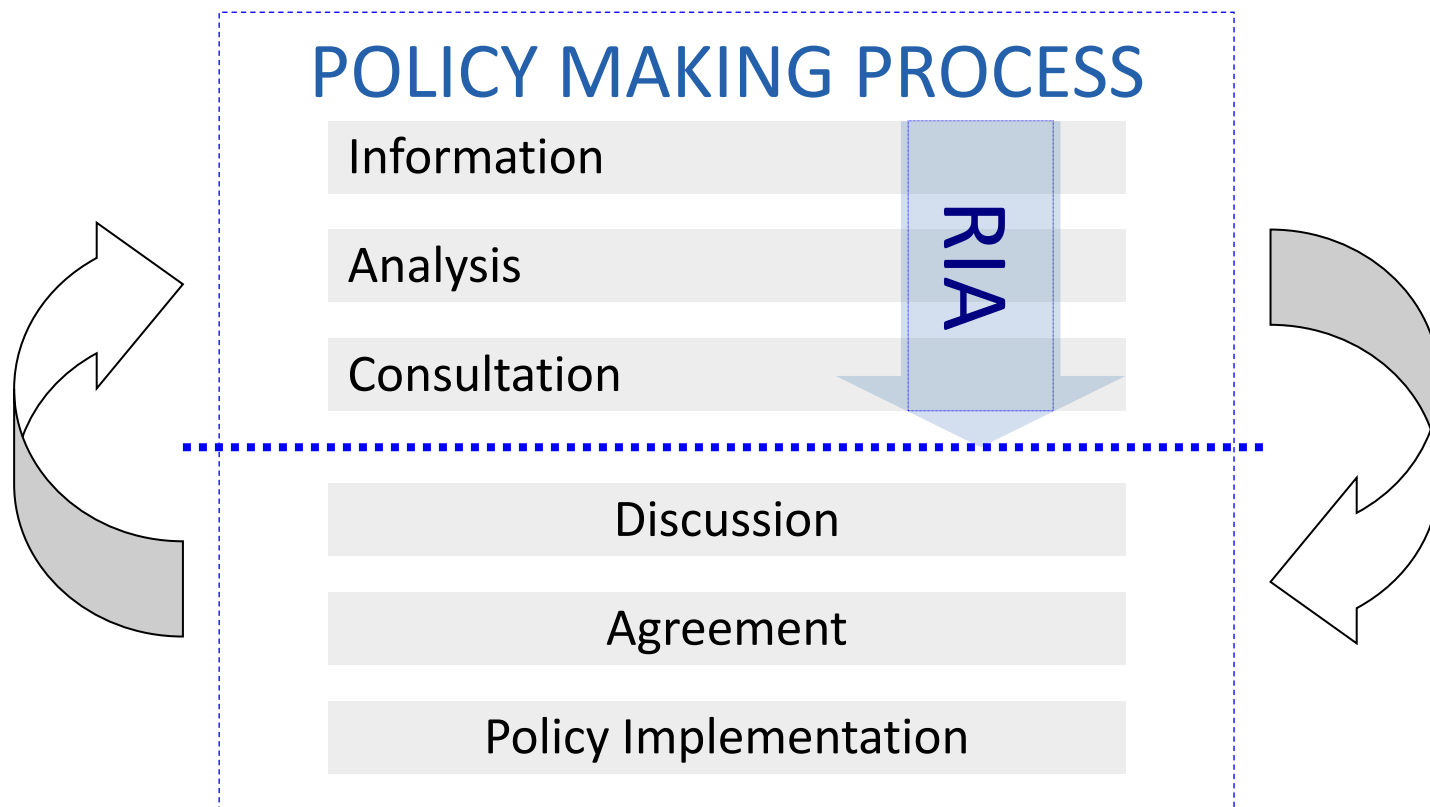 POLICY MAKING PROCESS
Information
Analysis
Consultation
RIA
Discussion
Agreement
Policy Implementation